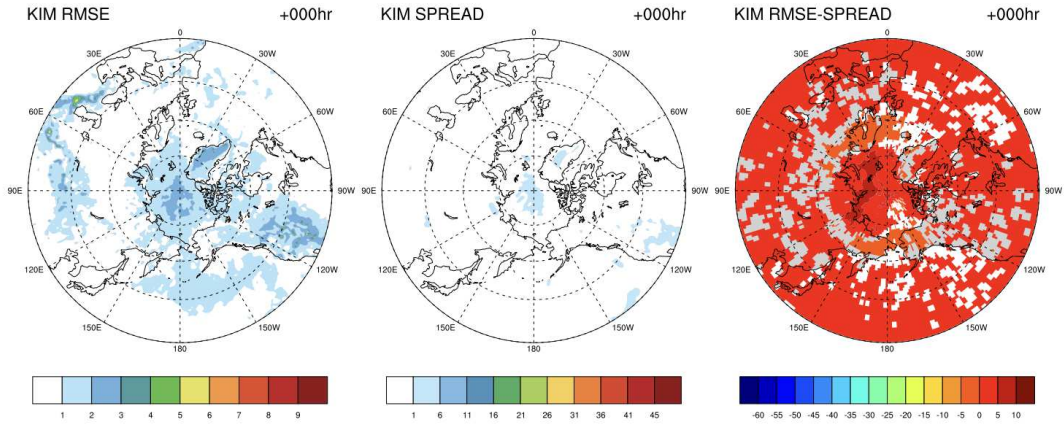 KIM RMSE +000hr
0
30E 30W
60E 60W
90E 90W
120E 120W
150E 150W
180
1 2 3 4 5 6 7 8 9
KIM SPREAD +000hr
0
30E 30W
60E 60W
90E 90W
120E 120W
150E 150W
180
1 6 11 16 21 26 31 36 41 45
KIM RMSE-SPREAD +000hr
0
30E 30W
60E 60W
90E 90W
120E 120W
150E 150W
180
-60 -55 -50 -45 -40 -35 -30 -25 -20 -15 -10 -5 0 5 10